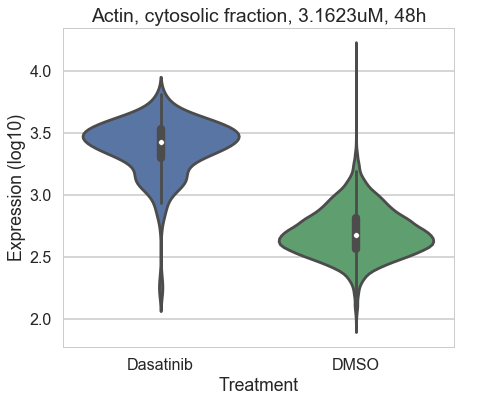 Actin, cytosolic fraction, 3.1623uM, 48h
Expression (log10)
4.0
3.5
3.0
2.5
2.0
Dasatinib DMSO
Treatment